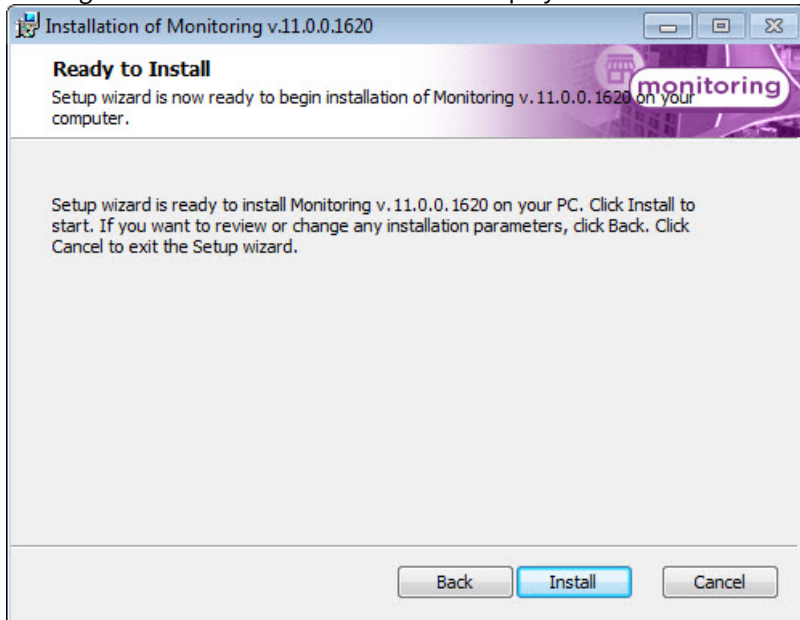 Installation of Monitoring v.11.0.0.1620
Ready to Install
Setup wizard is now ready to begin installation of Monitoring v.11.0.0.1620 on your
computer.
monitoring
Setup wizard is ready to install Monitoring v.11.0.0.1620 on your PC. Click Install to
start. If you want to review or change any installation parameters, click Back. Click
Cancel to exit the Setup wizard.
Back Install Cancel